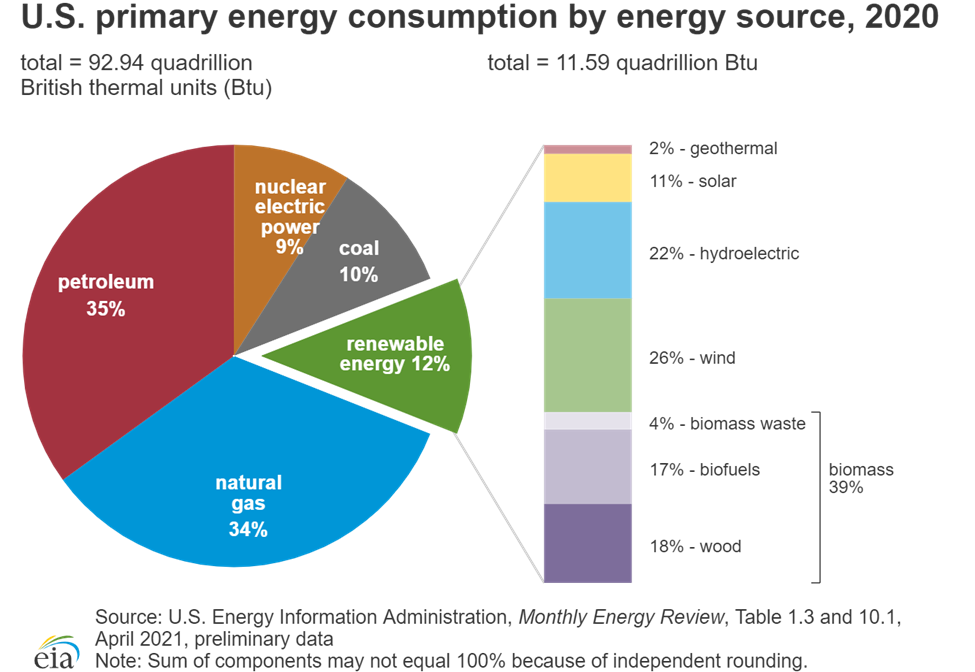 U.S. primary energy consumption by energy source, 2020
total = 92.94 quadrillion
British thermal units (Btu)
total = 11.59 quadrillion Btu
nuclear
electric
power
9%
coal
10%
petroleum
35%
renewable
energy 12%
natural
gas
34%
2% - geothermal
11% - solar
22% - hydroelectric
26% - wind
4% - biomass waste
17% - biofuels
18% - wood
biomass
39%
Source: U.S. Energy Information Administration, Monthly Energy Review, Table 1.3 and 10.1,
April 2021, preliminary data
Note: Sum of components may not equal 100% because of independent rounding.
eia